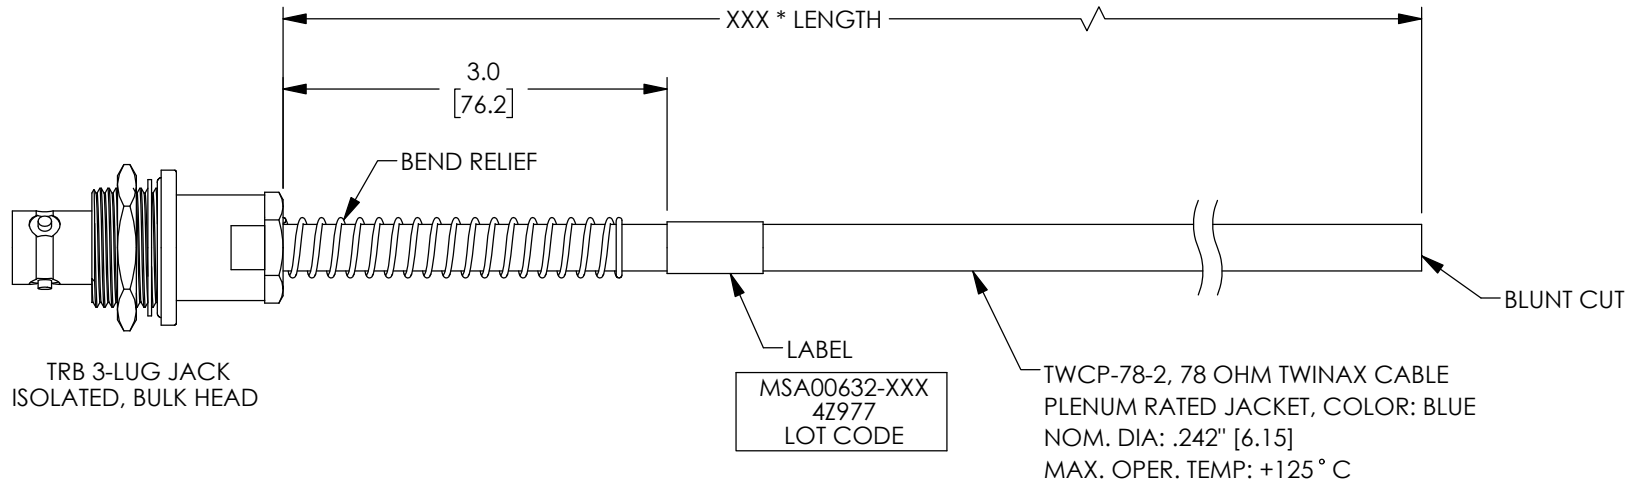 XXX * LENGTH
3.0
[76.2]
BEND RELIEF
BLUNT CUT
LABEL
MSA00632-XXX
4Z977
LOT CODE
TRB 3-LUG JACK
ISOLATED, BULK HEAD
TWCP-78-2, 78 OHM TWINAX CABLE
PLENUM RATED JACKET, COLOR: BLUE
NOM. DIA: .242" [6.15]
MAX. OPER. TEMP: +125° C